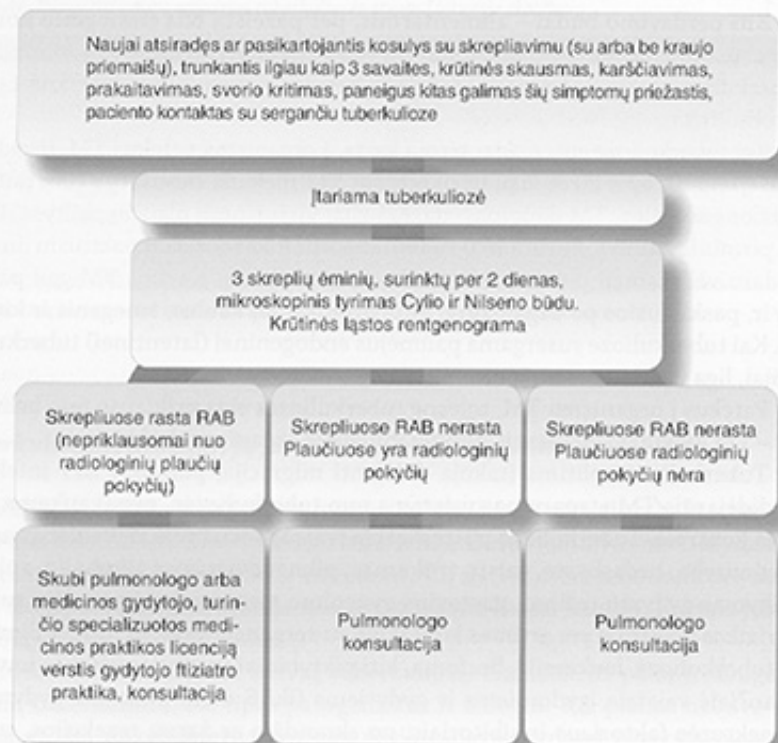 Naujai atsiradęs ar pasikartojantis kosulys su skrepliavimu (su arba be kraujo
priemaišų), trunkantis ilgiau kaip 3 savaites, krūtinės skausmas, karščiavimas,
prakaitavimas, svorio kritimas, paneigus kitas galimas šių simptomų priežastis,
paciento kontaktas su sergančiu tuberkulioze
Įtariama tuberkuliozė
3 skreplių ėminių, surinktų per 2 dienas,
mikroskopinis tyrimas Cylio ir Nilseno būdu.
Krūtinės ląstos rentgenograma
Skrepliuose rasta RAB
(nepriklausomai nuo
radiologinių plaučių
pokyčių)
Skrepliuose RAB nerasta
Plaučiuose yra radiologinių
pokyčių
Skrepliuose RAB nerasta
Plaučiuose radiologinių
pokyčių nėra
Skubi pulmonologo arba
medicinos gydytojo, turin-
čio specializuotos medi-
cinos praktikos licenciją
verstis gydytojo ftiziatro
praktika, konsultacija
Pulmonologo
konsultacija
Pulmonologo
konsultacija